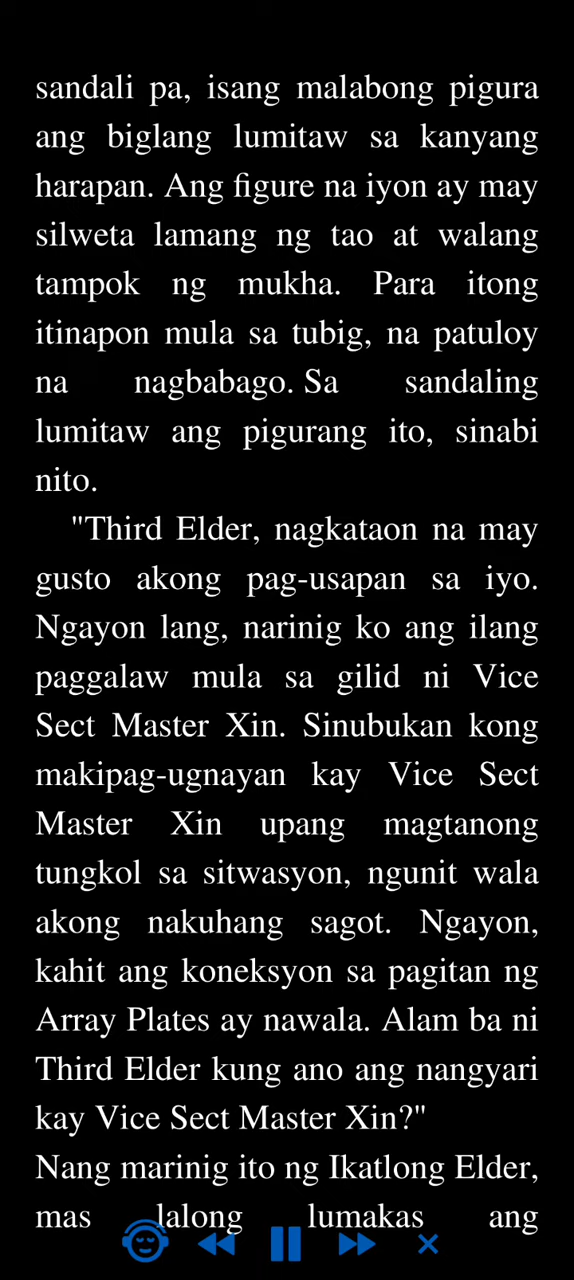 sandali pa, isang malabong pigura
ang biglang lumitaw sa kanyang
harapan. Ang figure na iyon ay may
silweta lamang ng tao at walang
tampok ng mukha. Para itong
itinapon mula sa tubig, na patuloy
na nagbabago. Sa sandaling
lumitaw ang pigurang ito, sinabi
nito.
"Third Elder, nagkataon na may
gusto akong pag-usapan sa iyo.
Ngayon lang, narinig ko ang ilang
paggalaw mula sa gilid ni Vice
Sect Master Xin. Sinubukan kong
makipag-ugnayan kay Vice Sect
Master Xin upang magtanong
tungkol sa sitwasyon, ngunit wala
akong nakuhang sagot. Ngayon,
kahit ang koneksyon sa pagitan ng
Array Plates ay nawala. Alam ba ni
Third Elder kung ano ang nangyari
kay Vice Sect Master Xin?"
Nang marinig ito ng Ikatlong Elder,
mas lalong lumakas ang